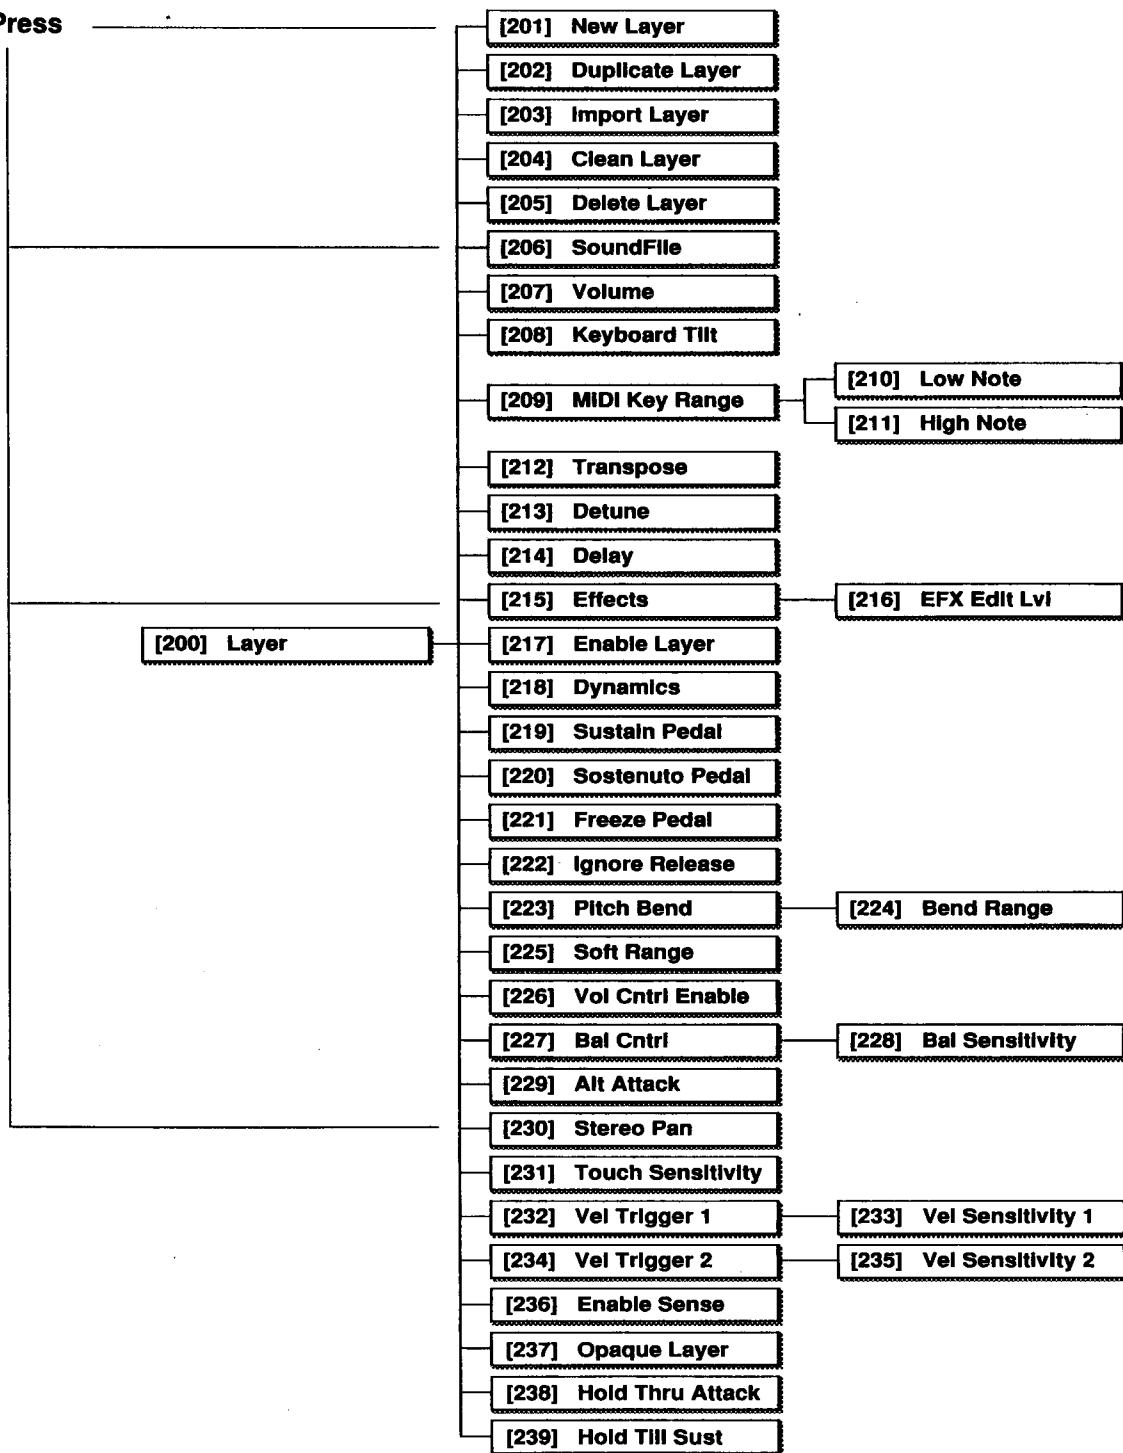 Press
[201] New Layer
[202] Duplicate Layer
[203] Import Layer
[204] Clean Layer
[205] Delete Layer
[206] SoundFile
[207] Volume
[208] Keyboard Tilt
[209] MIDI Key Range
[210] Low Note
[211] High Note
[212] Transpose
[213] Detune
[214] Delay
[215] Effects
[216] EFX Edit Lvl
[200] Layer
[217] Enable Layer
[218] Dynamics
[219] Sustain Pedal
[220] Sostenuto Pedal
[221] Freeze Pedal
[222] Ignore Release
[223] Pitch Bend
[224] Bend Range
[225] Soft Range
[226] Vol Cntrl Enable
[227] Bal Cntrl
[228] Bal Sensitivity
[229] Alt Attack
[230] Stereo Pan
[231] Touch Sensitivity
[232] Vel Trigger 1
[233] Vel Sensitivity 1
[234] Vel Trigger 2
[235] Vel Sensitivity 2
[236] Enable Sense
[237] Opaque Layer
[238] Hold Thru Attack
[239] Hold Till Sust